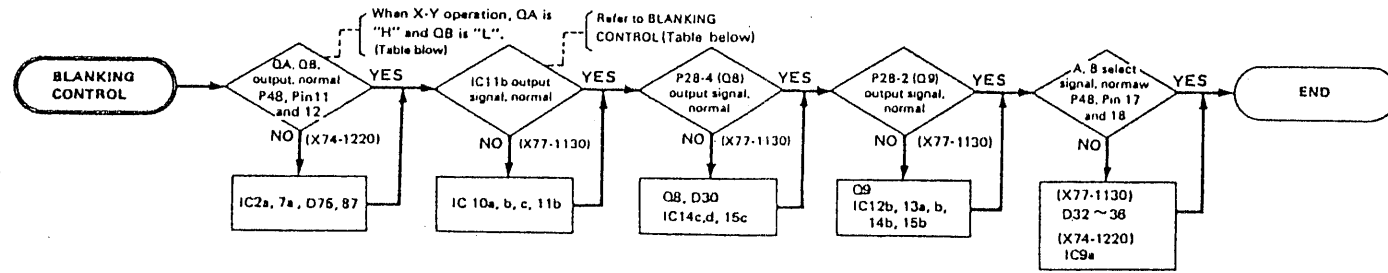 When X-Y operation, QA is
"H" and QB is "L".
(Table blow)
Refer to BLANKING
CONTROL (Table below)
BLANKING
CONTROL
QA, QB,
output, normal
P48, Pin11
and 12
YES
NO
(X74-1220)
IC2a, 7a, D76, 87
IC11b output
signal, normal
YES
NO
(X77-1130)
IC 10a, b, c, 11b
P28-4 (Q8)
output signal,
normal
YES
NO
(X77-1130)
Q8, D30
IC14c,d, 15c
P28-2 (Q9)
output signal,
normal
YES
NO
(X77-1130)
Q9
IC12b, 13a, b,
14b, 15b
A, B select
signal, normaw
P48, Pin 17
and 18
YES
NO
(X77-1130)
D32 ~ 36
(X74-1220)
IC9a
END